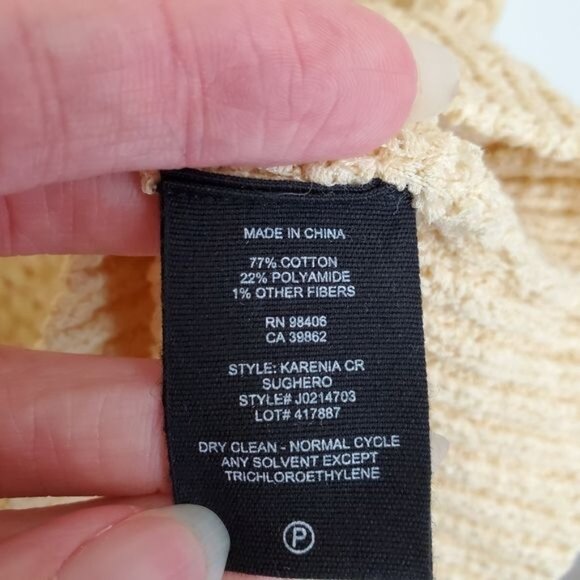 MADE IN CHINA
77% COTTON
22% POLYAMIDE
1% OTHER FIBERS
RN 98406
CA 39862
STYLE: KARENIA CR
SUGHERO
STYLE# J0214703
LOT# 417887
DRY CLEAN - NORMAL CYCLE
ANY SOLVENT EXCEPT
TRICHLOROETHYLENE
P